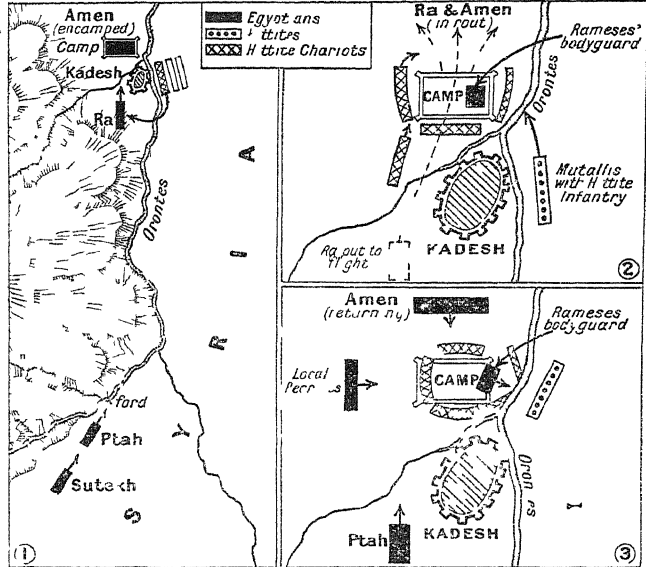 Amen
(encamped)
Camp
Kadesh
Ra
Orontes
SYRIA
ford
Ptah
Sutekh
1
Egyptians
Hittite Chariots
Ra & Amen
(in rout)
Rameses'
bodyguard
CAMP
Orontes
Mutallis
with Hittite
Infantry
KADESH
Ra put to
flight
2
Amen
(returning)
Rameses
bodyguard
Local
CAMP
Orontes
Ptah
KADESH
3